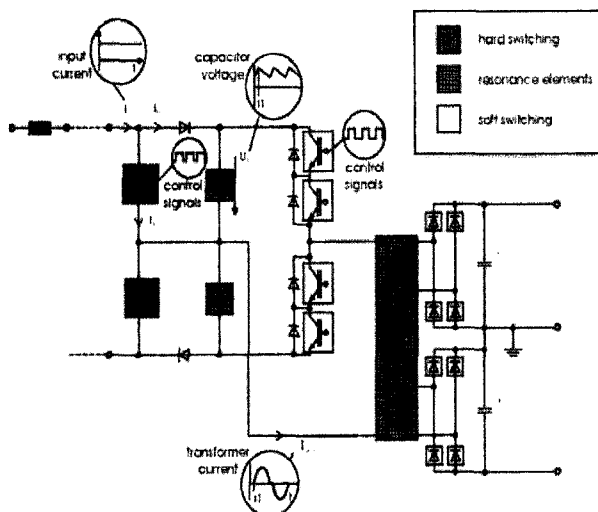 input
current
capacitor
voltage
hard switching
resonance elements
soft switching
control
signals
control
signals
transformer
current